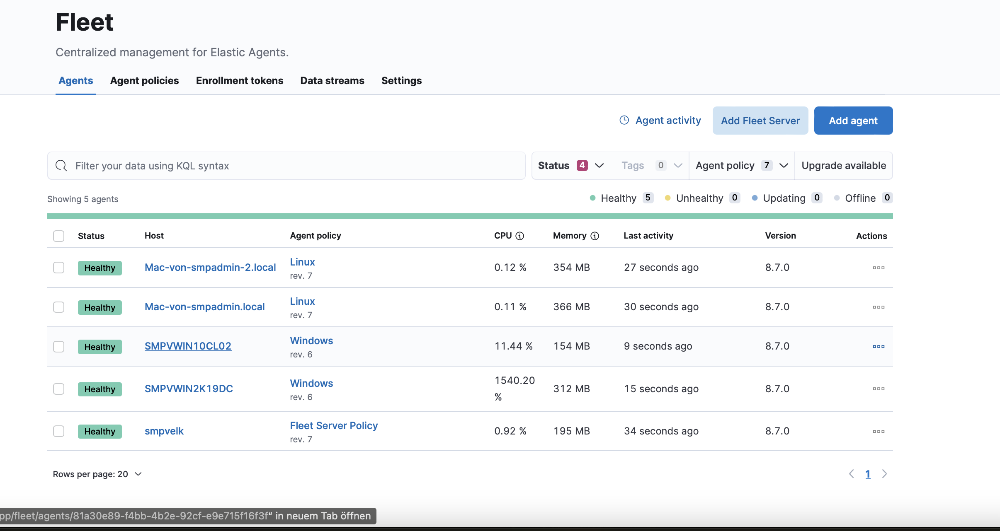 Fleet
Centralized management for Elastic Agents.
Agents Agent policies Enrollment tokens Data streams Settings
Agent activity Add Fleet Server Add agent
Filter your data using KQL syntax Status 4 Tags 0 Agent policy 7 Upgrade available
Showing 5 agents Healthy 5 Unhealthy 0 Updating 0 Offline 0
Status Host Agent policy CPU Memory Last activity Version Actions
Healthy Mac-von-smpadmin-2.local Linux 0.12 % 354 MB 27 seconds ago 8.7.0
rev. 7
Healthy Mac-von-smpadmin.local Linux 0.11 % 366 MB 30 seconds ago 8.7.0
rev. 7
Healthy SMPVWIN10CL02 Windows 11.44 % 154 MB 9 seconds ago 8.7.0
rev. 6
Healthy SMPVWIN2K19DC Windows 1540.20 312 MB 15 seconds ago 8.7.0
rev. 6 %
Healthy smpvelk Fleet Server Policy 0.92 % 195 MB 34 seconds ago 8.7.0
rev. 7
Rows per page: 20 1
pp/fleet/agents/81a30e89-f4bb-4b2e-92cf-e9e715f16f3f“ in neuem Tab öffnen